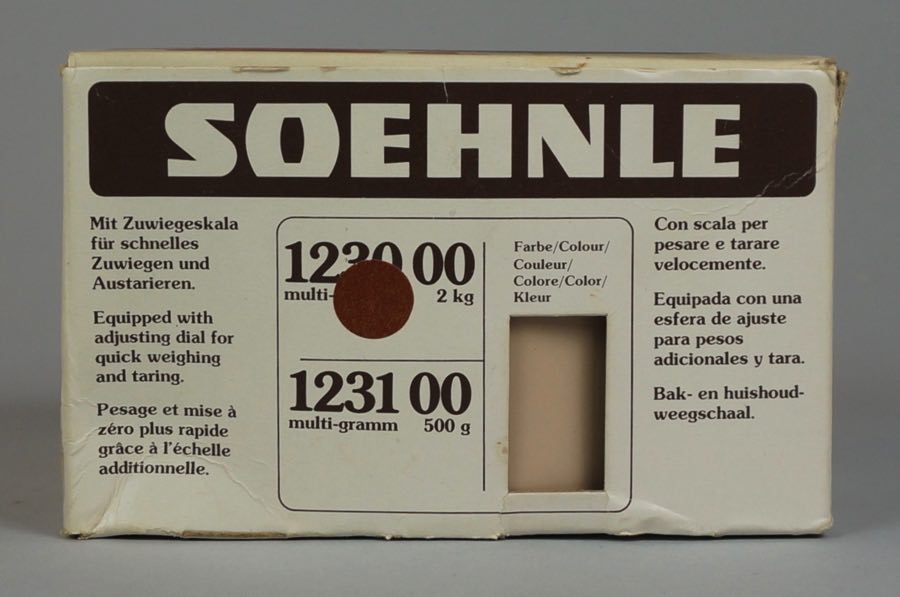 SOEHNLE
Mit Zuwiegeskala
für schnelles
Zuwiegen und
Austarieren.
Equipped with
adjusting dial for
quick weighing
and taring.
Pesage et mise à
zéro plus rapide
grâce à l'échelle
additionnelle.
1230 00
multi- 2 kg
1231 00
multi-gramm 500 g
Farbe/Colour/
Couleur/
Colore/Color/
Kleur
Con scala per
pesare e tarare
velocemente.
Equipada con una
esfera de ajuste
para pesos
adicionales y tara.
Bak- en huishoud-
weegschaal.